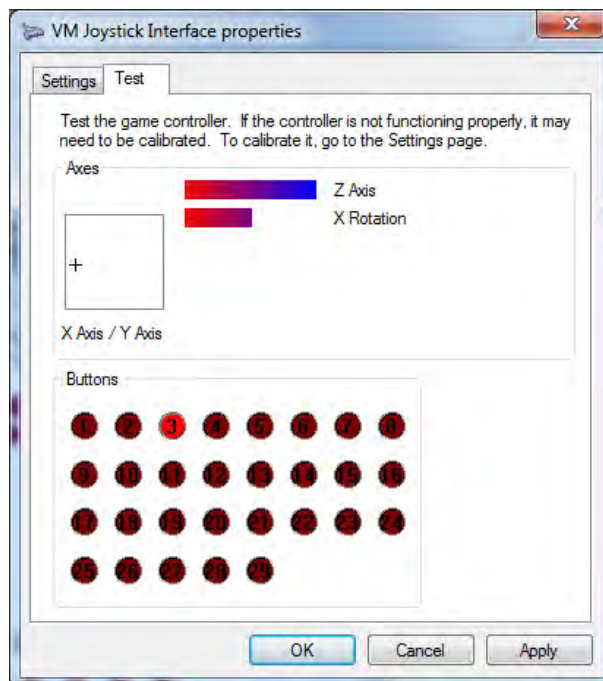 VM Joystick Interface properties
Settings Test
Test the game controller. If the controller is not functioning properly, it may
need to be calibrated. To calibrate it, go to the Settings page.
Axes
Z Axis
X Rotation
X Axis / Y Axis
Buttons
1 2 3 4 5 6 7 8
9 10 11 12 13 14 15 16
17 18 19 20 21 22 23 24
25 26 27 28 29
OK Cancel Apply